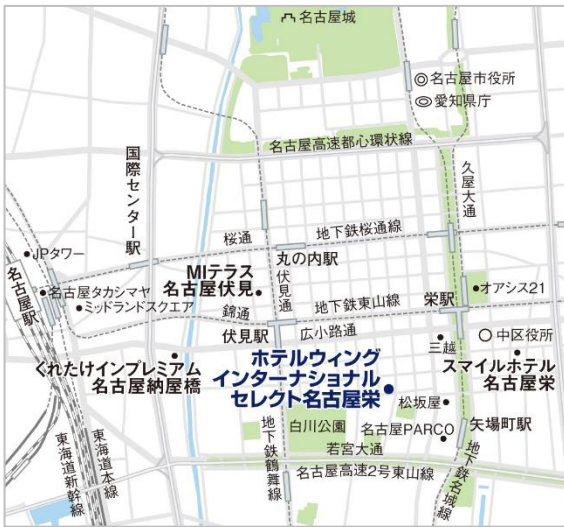 名古屋城
名古屋市役所
愛知県庁
名古屋高速都心環状線
国際センター駅
久屋大通
桜通
地下鉄桜通線
丸の内駅
JPタワー
名古屋駅
名古屋タカシマヤ
ミッドランドスクエア
MIテラス
名古屋伏見
伏見通
錦通
地下鉄東山線
栄駅
オアシス21
伏見駅
広小路通
三越
中区役所
くれたけインプレミアム
名古屋納屋橋
ホテルウィング
インターナショナル
セレクト名古屋栄
スマイルホテル
名古屋栄
松坂屋
白川公園
名古屋PARCO
矢場町駅
若宮大通
名古屋高速2号東山線
東海道新幹線
東海道本線
地下鉄鶴舞線
地下鉄名城線